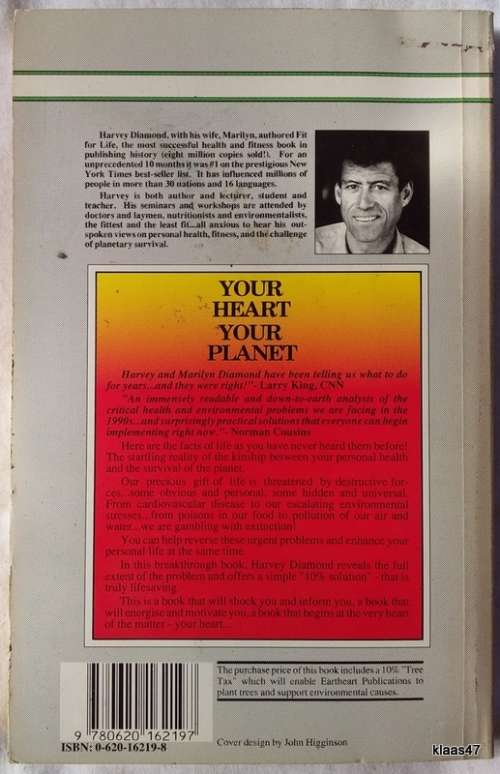 Harvey Diamond, with his wife, Marilyn, authored Fit
for Life, the most successful health and fitness book in
publishing history (eight million copies sold!). For an
unprecedented 10 months it was #1 on the prestigious New
York Times best-seller list. It has influenced millions of
people in more than 30 nations and 16 languages.
Harvey is both author and lecturer, student and
teacher. His seminars and workshops are attended by
doctors and laymen, nutritionists and environmentalists,
the fittest and the least fit...all anxious to hear his out-
spoken views on personal health, fitness, and the challenge
of planetary survival.
YOUR
HEART
YOUR
PLANET
Harvey and Marilyn Diamond have been telling us what to do
for years...and they were right!"- Larry King, CNN
"An immensely readable and down-to-earth analysis of the
critical health and environmental problems we are facing in the
1990s...and surprisingly practical solutions that everyone can begin
implementing right now."- Norman Cousins
Here are the facts of life as you have never heard them before!
The startling reality of the kinship between your personal health
and the survival of the planet.
Our precious gift of life is threatened by destructive for-
ces...some obvious and personal, some hidden and universal.
From cardiovascular disease to our escalating environmental
stresses...from poisons in our food to pollution of our air and
water...we are gambling with extinction!
You can help reverse these urgent problems and enhance your
personal life at the same time.
In this breakthrough book, Harvey Diamond reveals the full
extent of the problem and offers a simple "10% solution" - that is
truly lifesaving.
This is a book that will shock you and inform you, a book that
will energise and motivate you, a book that begins at the very heart
of the matter - your heart...
The purchase price of this book includes a 10% "Tree
Tax" which will enable Eartheart Publications to
plant trees and support environmental causes.
9 780620 162197
ISBN: 0-620-16219-8
Cover design by John Higginson
klaas47